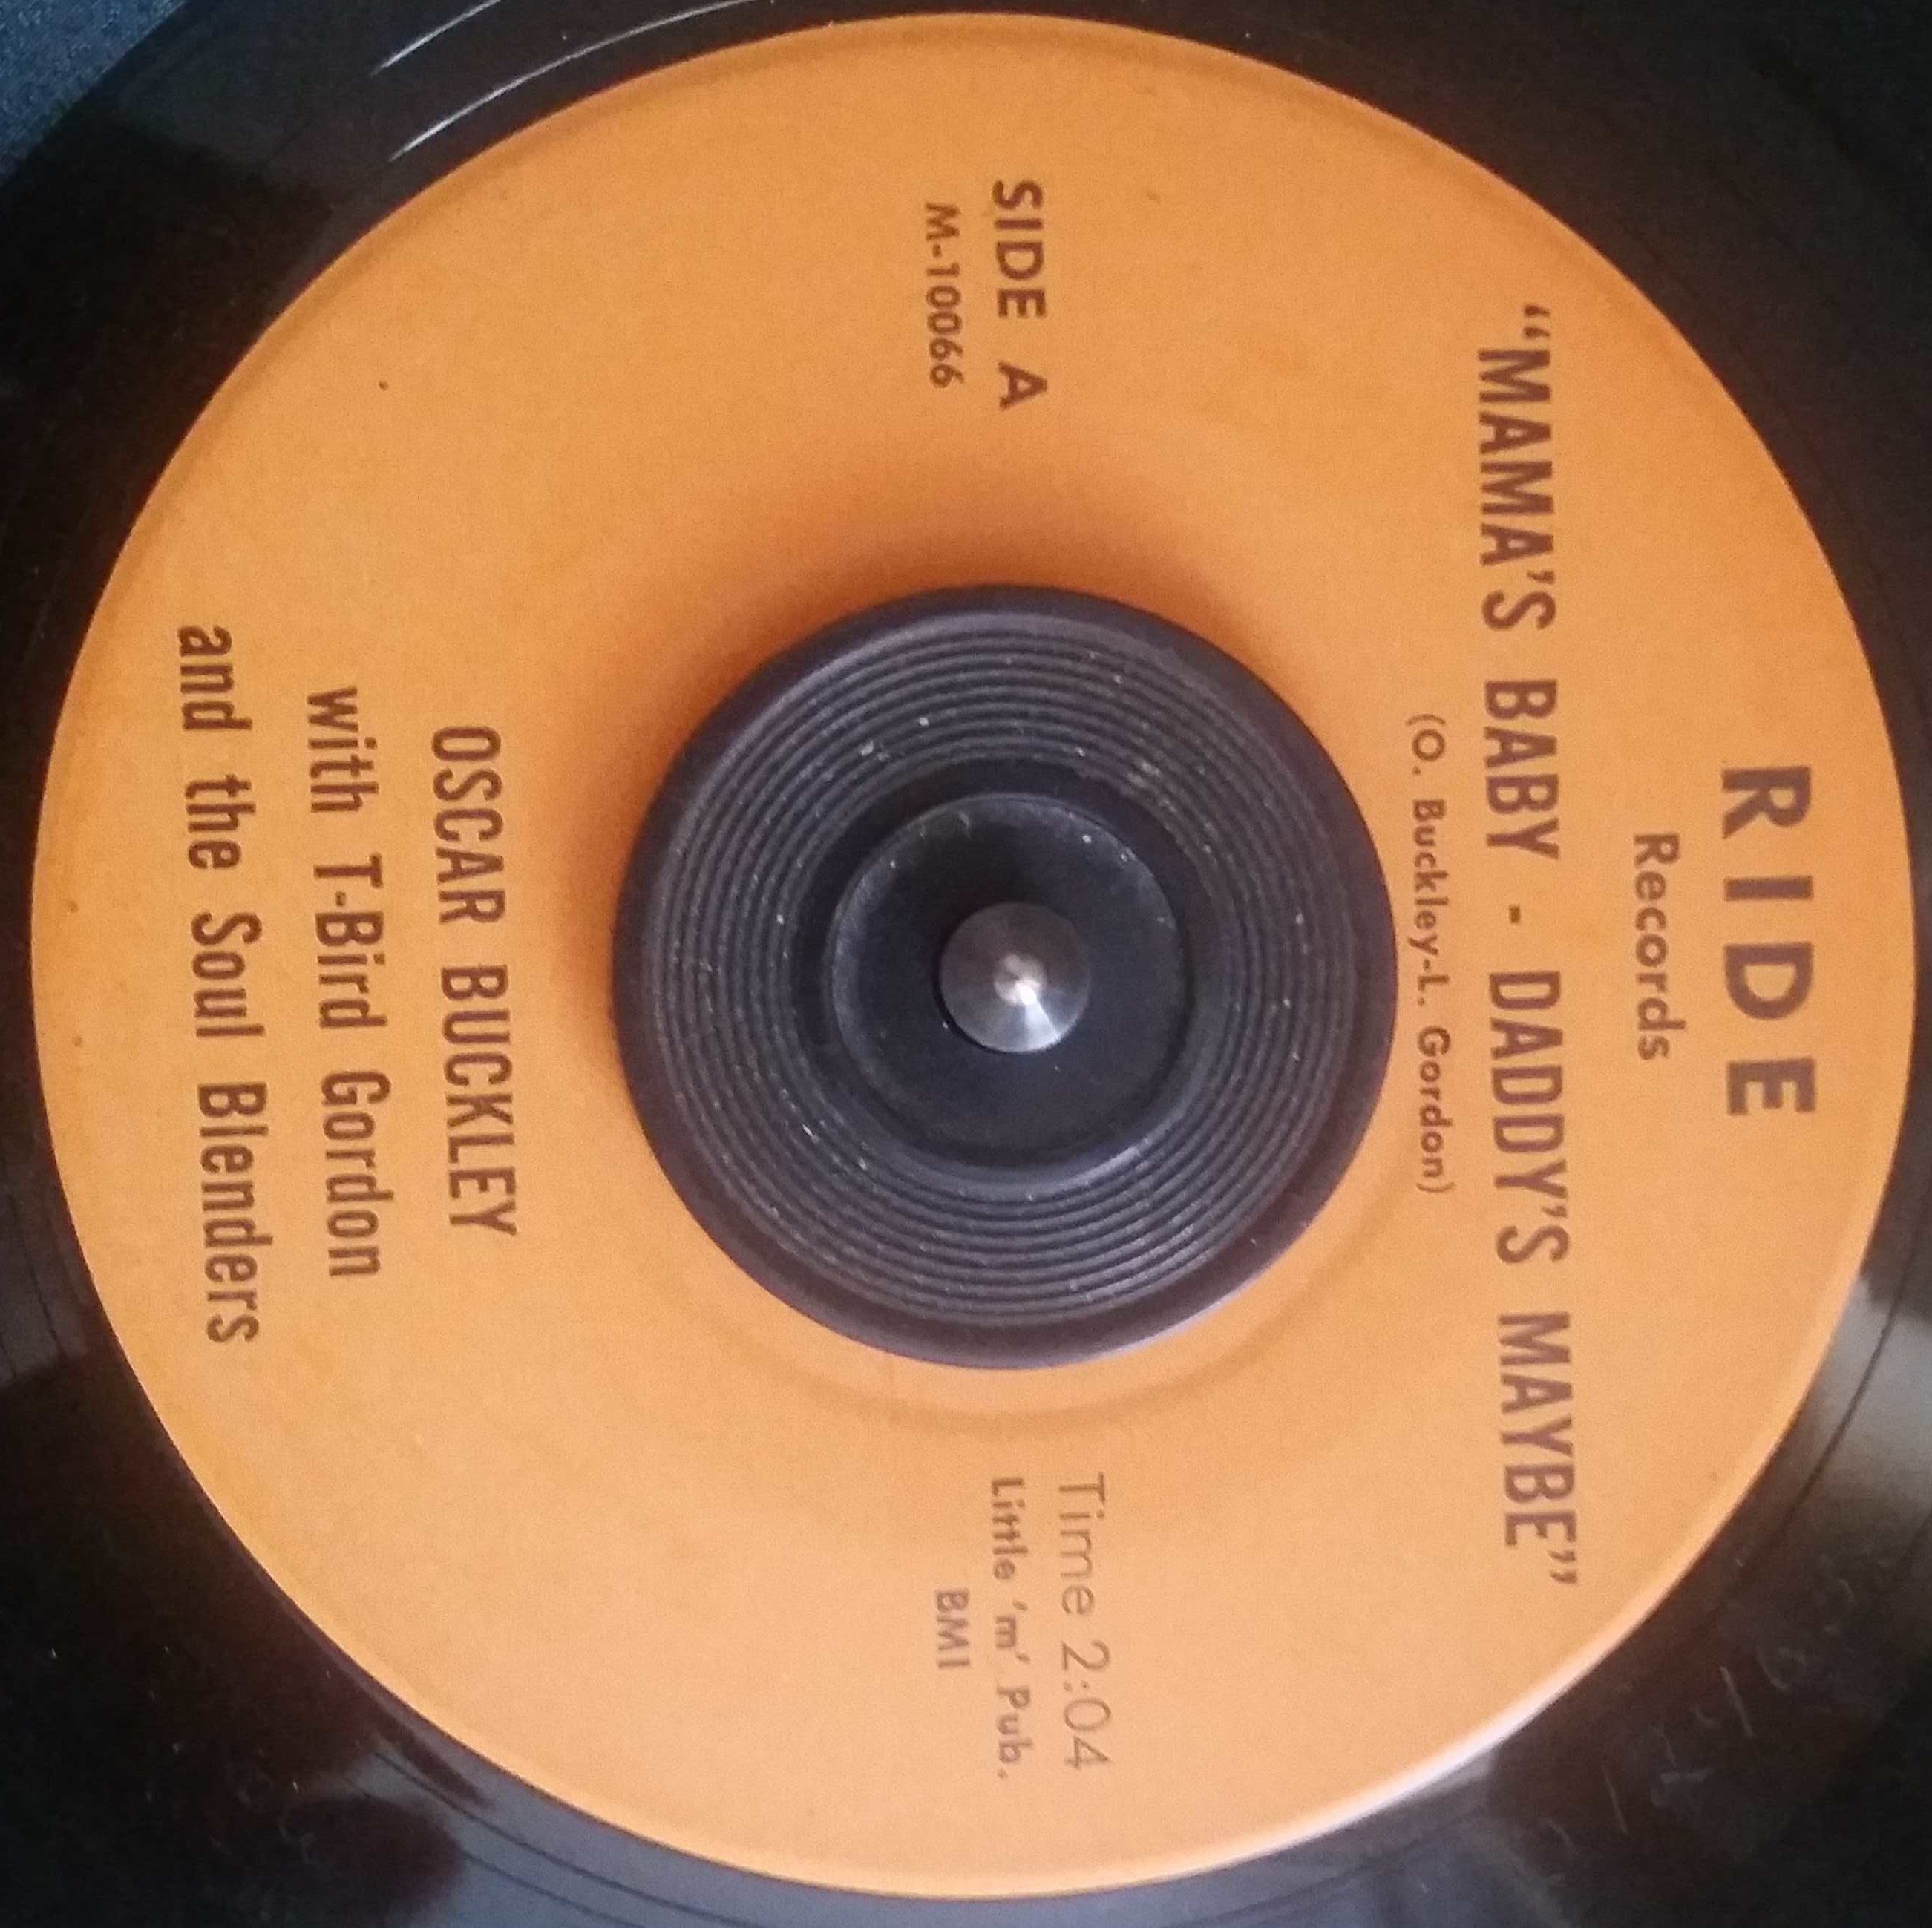 RIDE
Records
“MAMA’S BABY - DADDY’S MAYBE”
(O. Buckley-L. Gordon)
SIDE A
M-10066
Time 2:04
Little ‘m’ Pub.
BMI
OSCAR BUCKLEY
with T-Bird Gordon
and the Soul Blenders